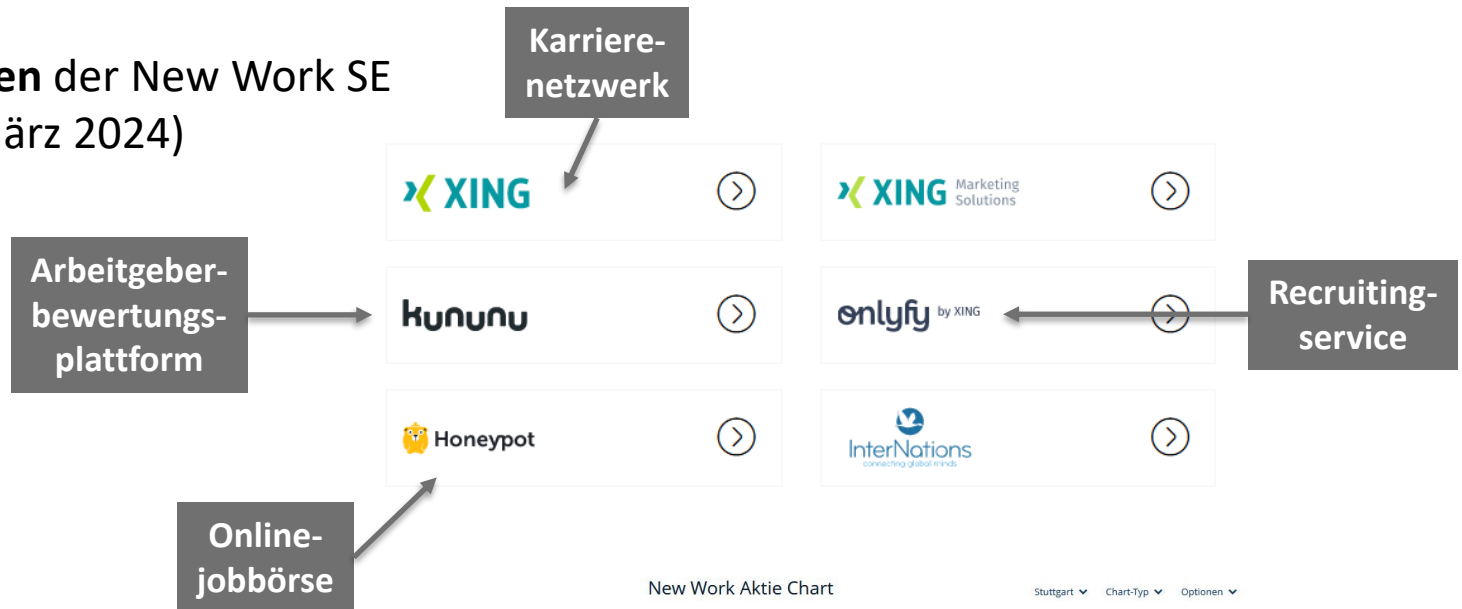 en der New Work SE
ärz 2024)
Karriere-
netzwerk
XING
XING Marketing
Solutions
Arbeitgeber-
bewertungs-
plattform
kununu
onlyfy by XING
Recruiting-
service
Honeypot
InterNations
connecting global minds
Online-
jobbörse
New Work Aktie Chart
Stuttgart
Chart-Typ
Optionen